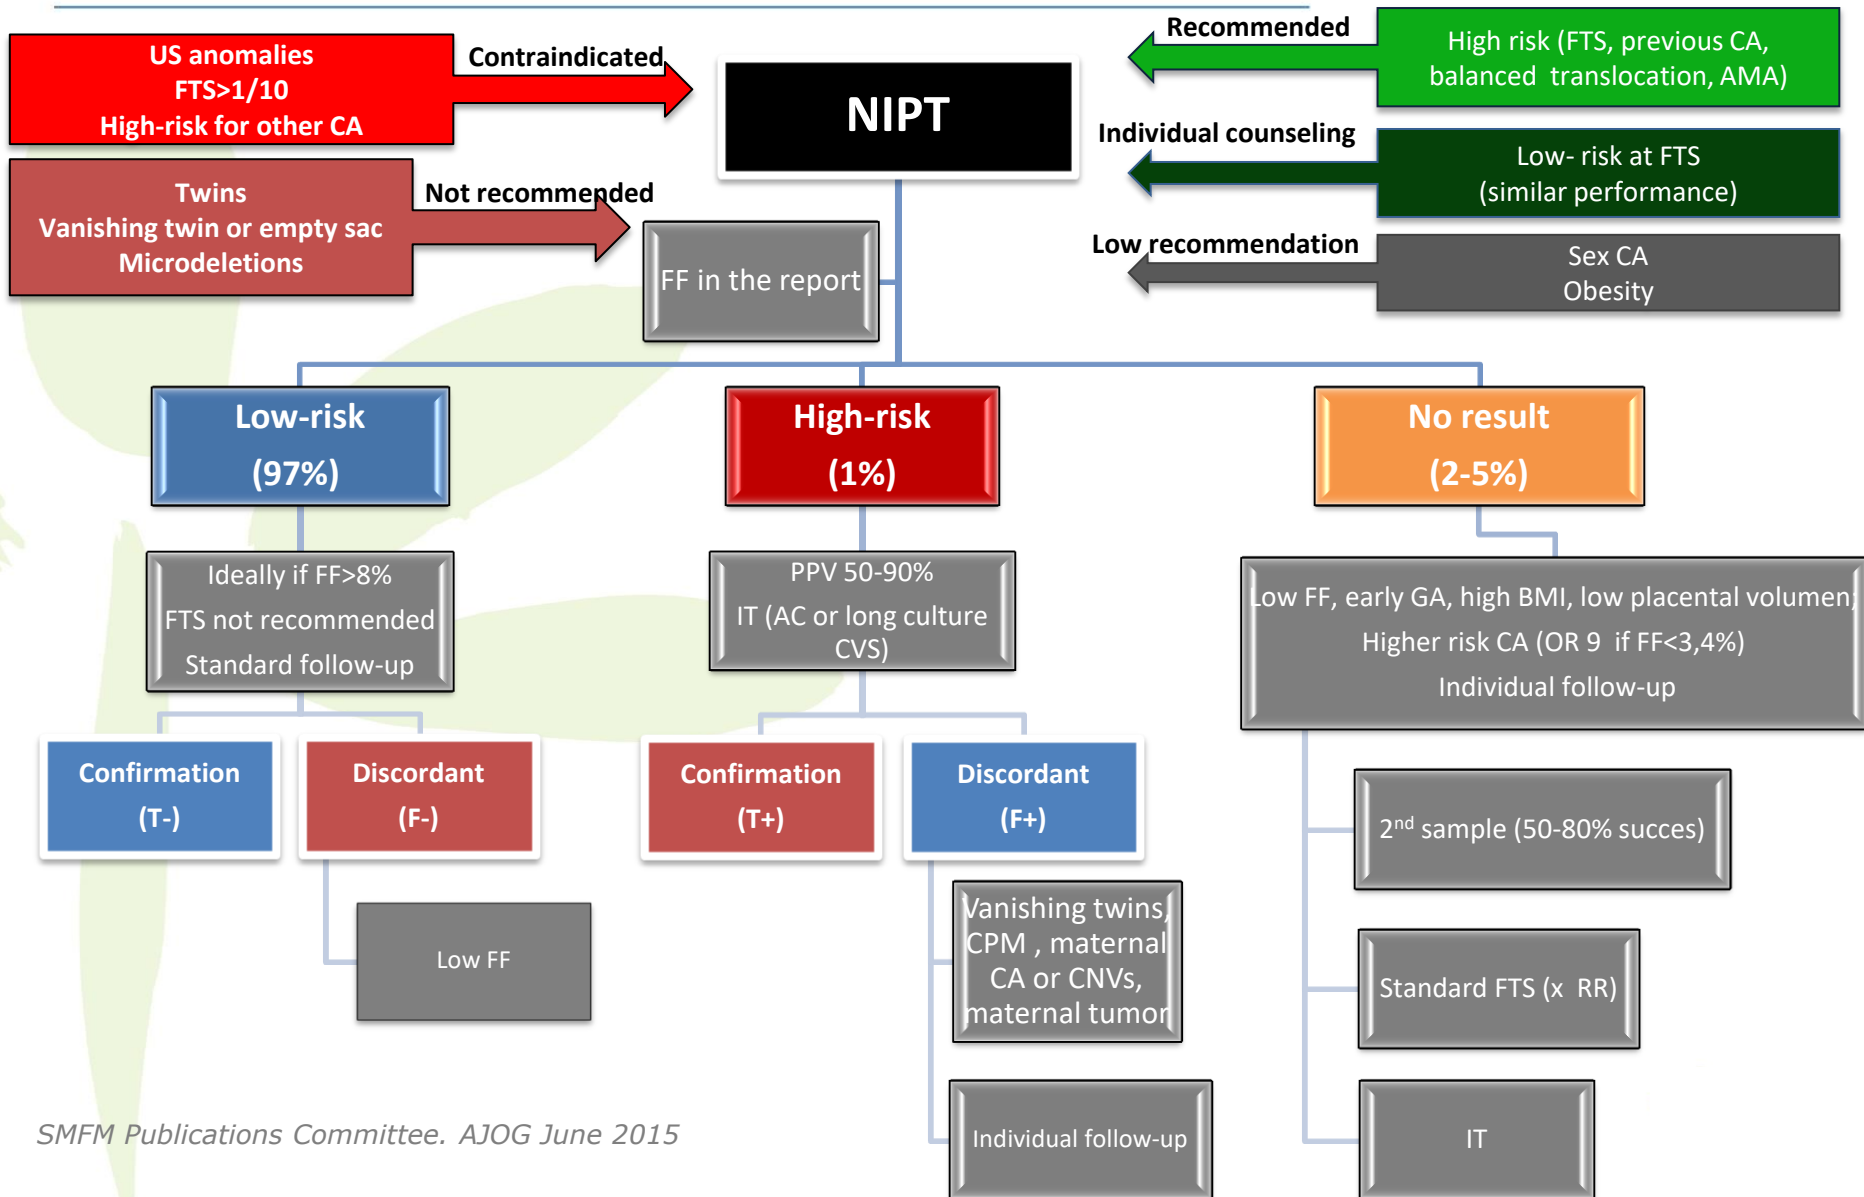 US anomalies
FTS>1/10
High-risk for other CA
Contraindicated
Twins
Vanishing twin or empty sac
Microdeletions
Not recommended
NIPT
FF in the report
Recommended
High risk (FTS, previous CA,
balanced translocation, AMA)
Individual counseling
Low- risk at FTS
(similar performance)
Low recommendation
Sex CA
Obesity
Low-risk
(97%)
High-risk
(1%)
No result
(2-5%)
Ideally if FF>8%
FTS not recommended
Standard follow-up
PPV 50-90%
IT (AC or long culture
CVS)
Low FF, early GA, high BMI, low placental volumen;
Higher risk CA (OR 9 if FF<3,4%)
Individual follow-up
Confirmation
(T-)
Discordant
(F-)
Confirmation
(T+)
Discordant
(F+)
Low FF
Vanishing twins,
CPM , maternal
CA or CNVs,
maternal tumor
Individual follow-up
2nd sample (50-80% succes)
Standard FTS (x RR)
IT
SMFM Publications Committee. AJOG June 2015